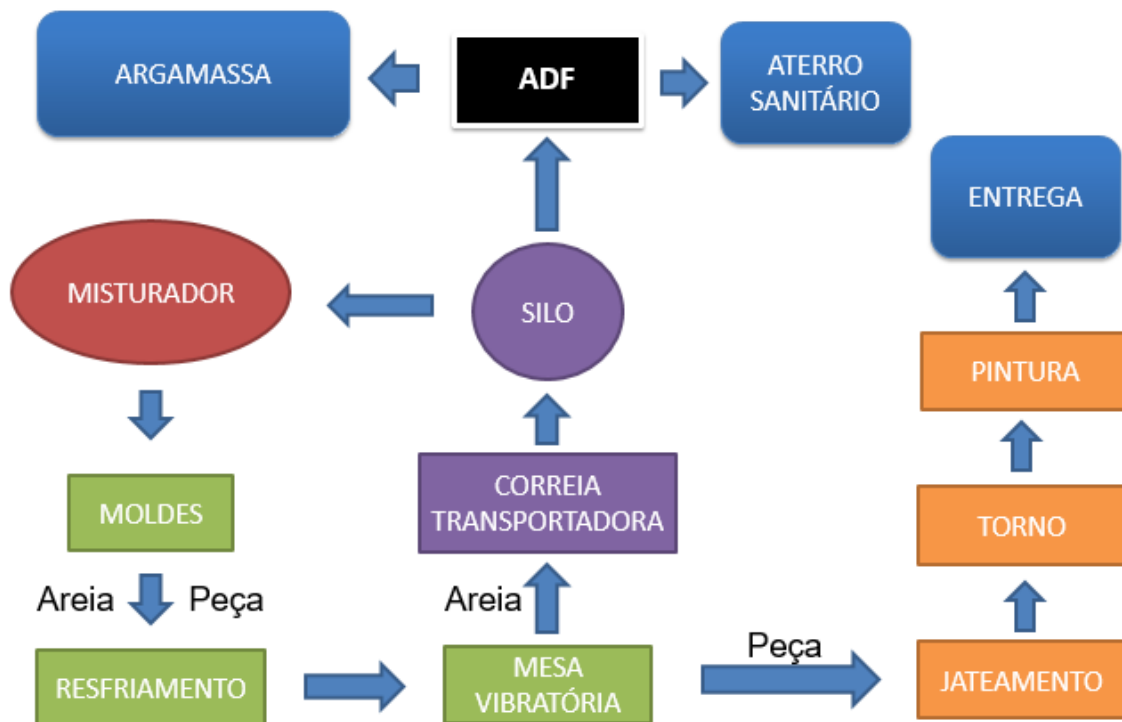 ARGAMASSA
ADF
ATERRO
SANITÁRIO
ENTREGA
MISTURADOR
SILO
PINTURA
MOLDES
CORREIA
TRANSPORTADORA
TORNO
Areia
Peça
Areia
Peça
RESFRIAMENTO
MESA
VIBRATÓRIA
JATEAMENTO